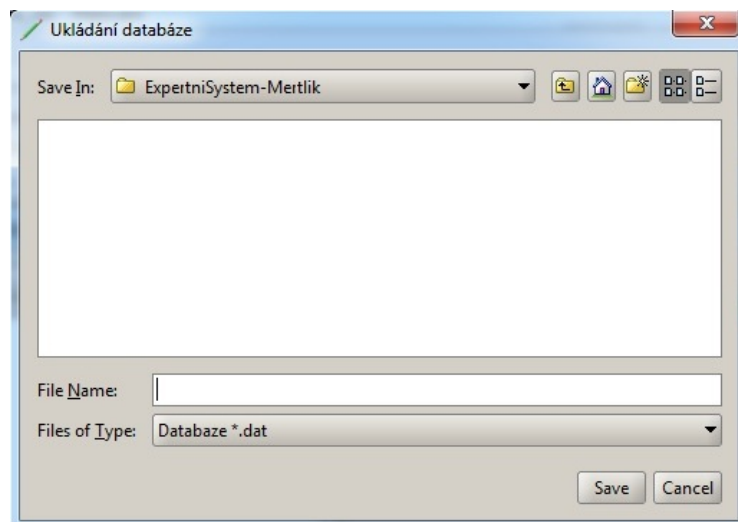 Ukládání databáze
Save In: ExpertniSystem-Mertlik
File Name:
Files of Type: Databaze *.dat
Save Cancel